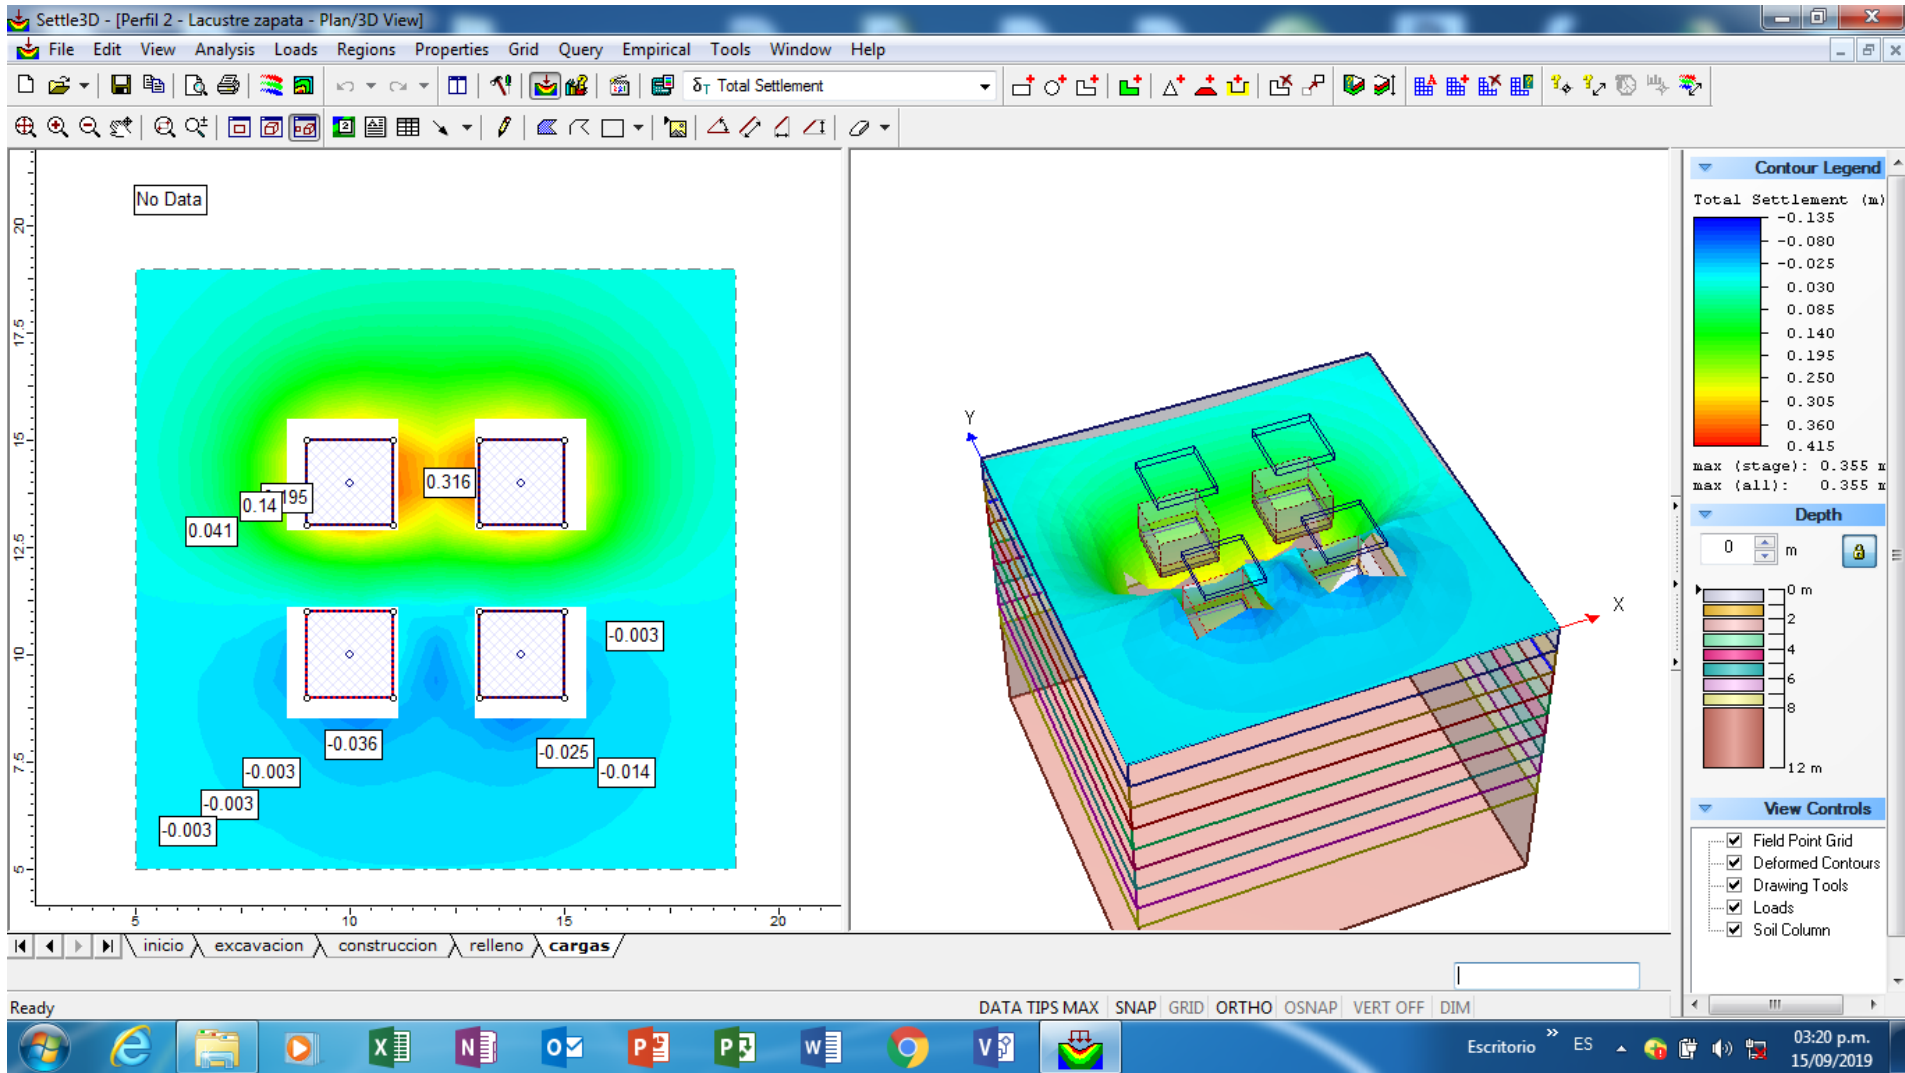 Settle3D - [Perfil 2 - Lacustre zapata - Plan/3D View]
File Edit View Analysis Loads Regions Properties Grid Query Empirical Tools Window Help
δT Total Settlement
No Data
20
17.5
15
12.5
10
7.5
5
0.316
0.14
0.041
-0.003
-0.036
-0.025
-0.014
-0.003
-0.003
-0.003
5 10 15 20
Y
X
Contour Legend
Total Settlement (m)
-0.135
-0.080
-0.025
0.030
0.085
0.140
0.195
0.250
0.305
0.360
0.415
max (stage): 0.355
max (all): 0.355
Depth
0 m
0 m
2
4
6
8
12 m
View Controls
Field Point Grid
Deformed Contours
Drawing Tools
Loads
Soil Column
inicio excavacion construccion relleno cargas
Ready
DATA TIPS MAX SNAP GRID ORTHO OSNAP VERT OFF DIM
Escritorio
ES
03:20 p.m.
15/09/2019